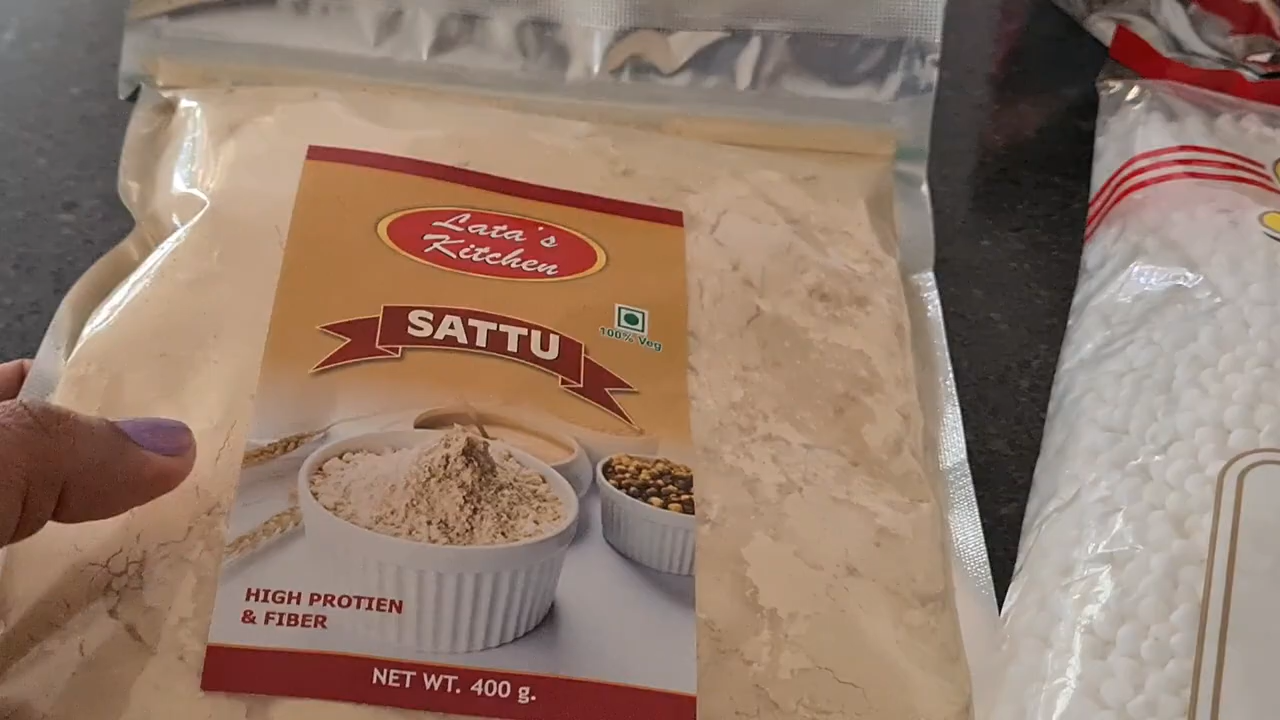 Lata's
Kitchen
SATTU
100% Veg
HIGH PROTIEN
& FIBER
NET WT. 400 g.